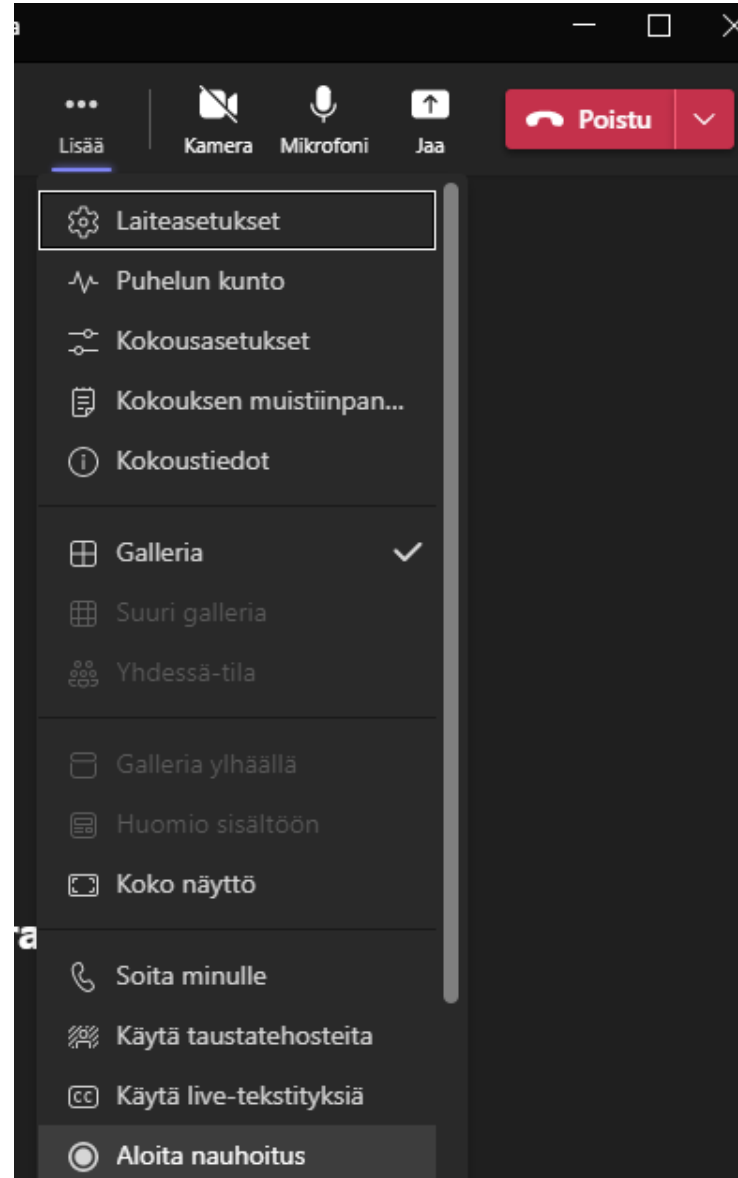 Lisää
Kamera
Mikrofoni
Jaa
Poistu
Laiteasetukset
Puhelun kunto
Kokousasetukset
Kokouksen muistiinpan...
Kokoustiedot
Galleria
Suuri galleria
Yhdessä-tila
Galleria ylhäällä
Huomio sisältöön
Koko näyttö
Soita minulle
Käytä taustatehosteita
CC Käytä live-tekstityksiä
Aloita nauhoitus